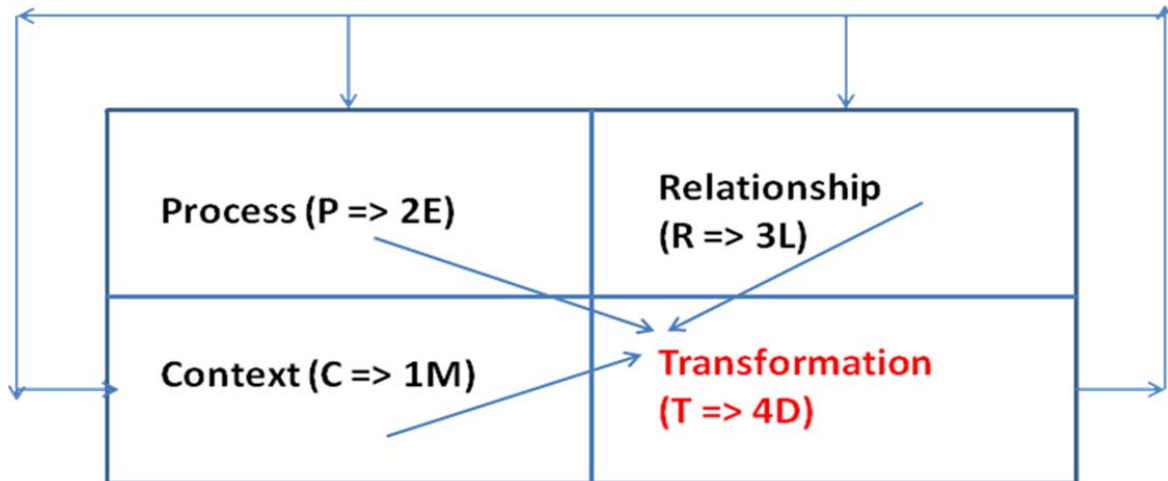 Process (P => 2E)
Relationship
(R => 3L)
Context (C => 1M)
Transformation
(T => 4D)